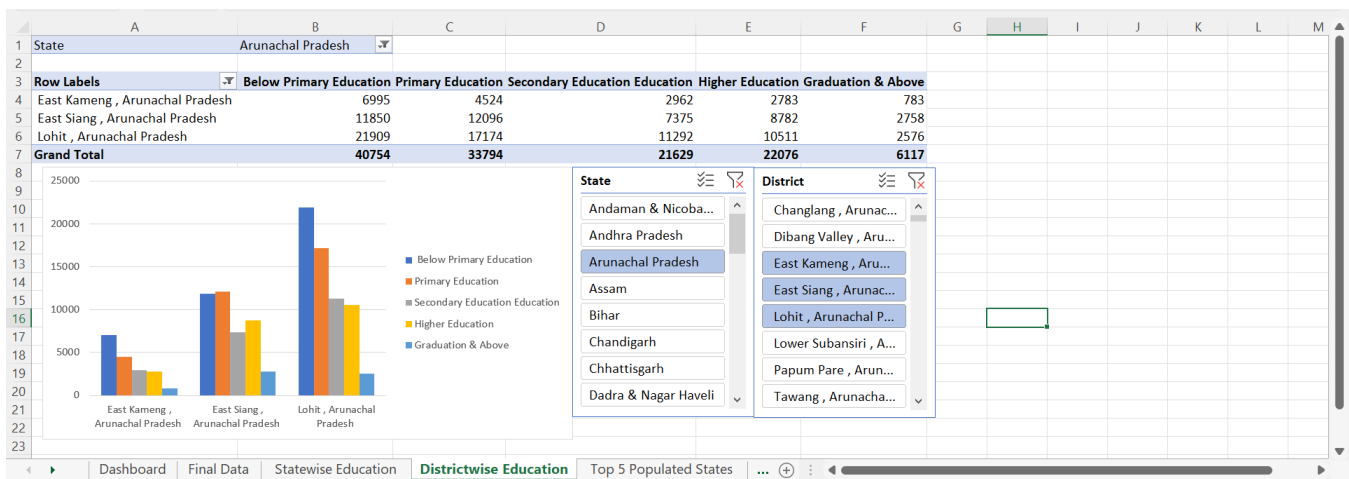 A B C D E F G H I J K L M
1 State Arunachal Pradesh
2
3 Row Labels Below Primary Education Primary Education Secondary Education Education Higher Education Graduation & Above
4 East Kameng , Arunachal Pradesh 6995 4524 2962 2783 783
5 East Siang , Arunachal Pradesh 11850 12096 7375 8782 2758
6 Lohit , Arunachal Pradesh 21909 17174 11292 10511 2576
7 Grand Total 40754 33794 21629 22076 6117
8
9
10
11
12
13
14
15
16
17
18
19
20
21
22
23
25000
20000
15000
10000
5000
0
East Kameng ,
Arunachal Pradesh
East Siang ,
Arunachal Pradesh
Lohit , Arunachal
Pradesh
Below Primary Education
Primary Education
Secondary Education Education
Higher Education
Graduation & Above
State
Andaman & Nicoba...
Andhra Pradesh
Arunachal Pradesh
Assam
Bihar
Chandigarh
Chhattisgarh
Dadra & Nagar Haveli
District
Changlang , Arunac...
Dibang Valley , Aru...
East Kameng , Aru...
East Siang , Arunac...
Lohit , Arunachal P...
Lower Subansiri , A...
Papum Pare , Arun...
Tawang , Arunacha...
Dashboard Final Data Statewise Education Districtwise Education Top 5 Populated States ...